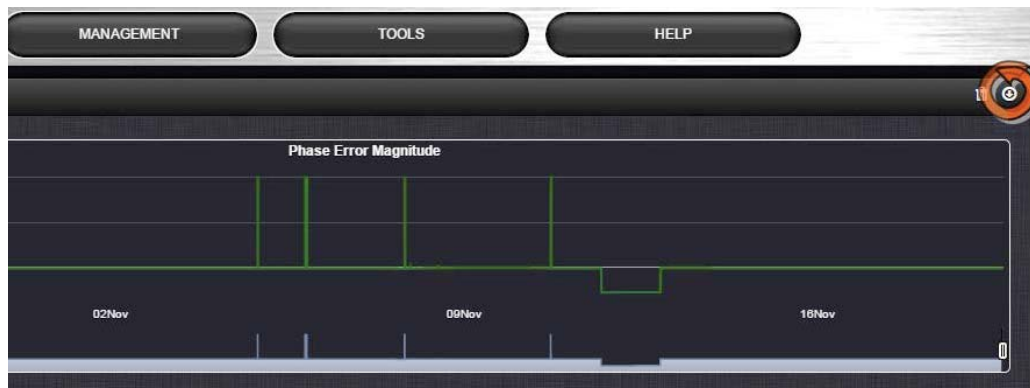 MANAGEMENT
TOOLS
HELP
Phase Error Magnitude
02Nov
09Nov
16Nov